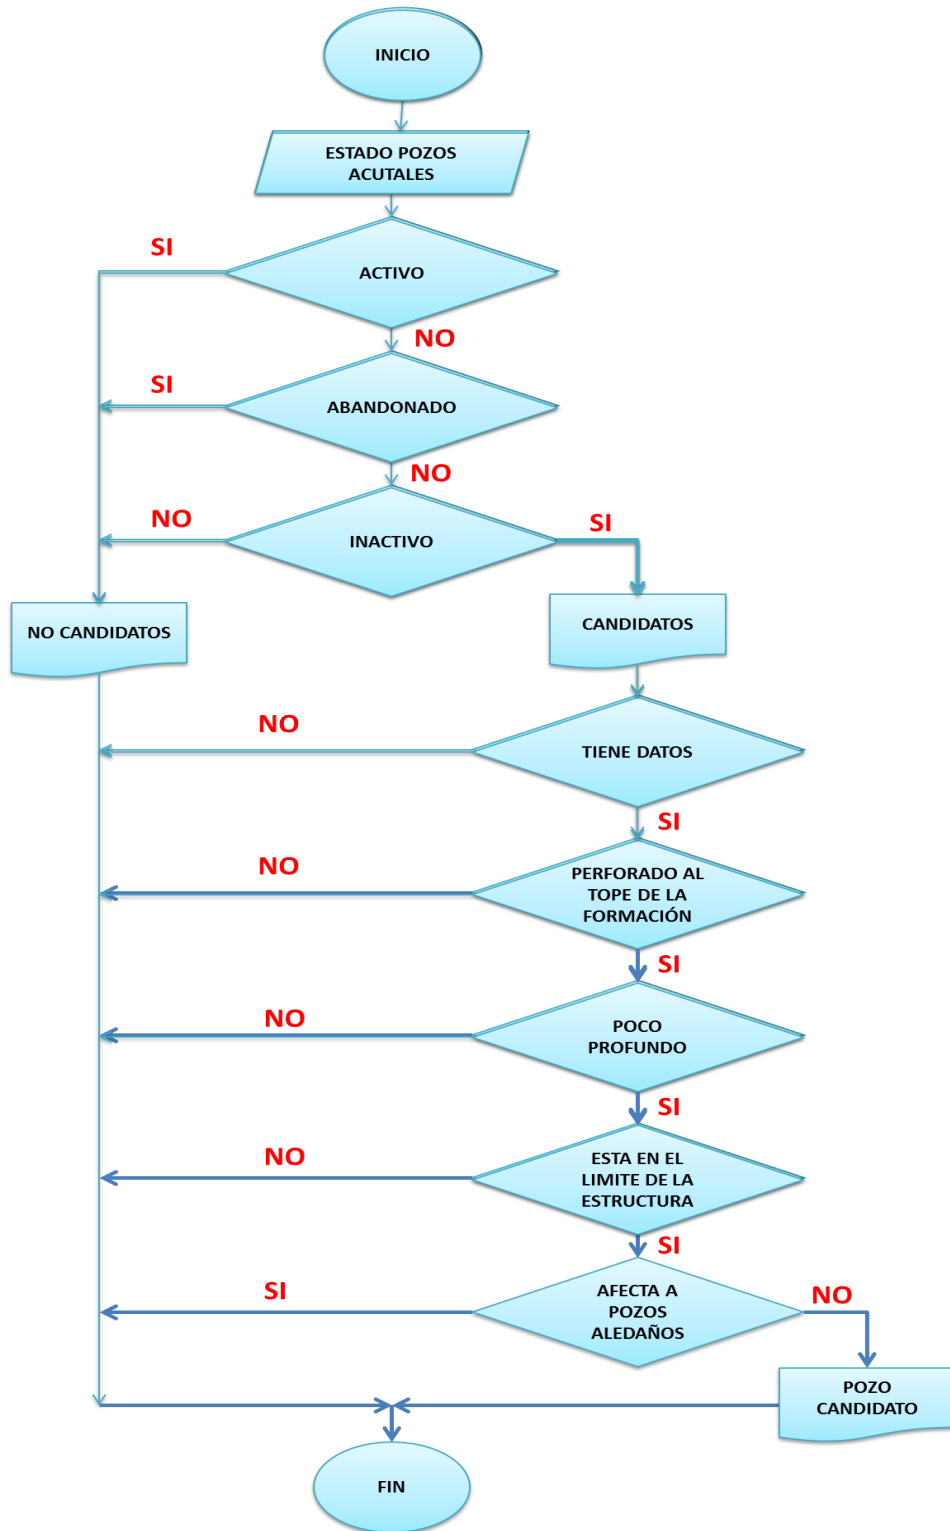 INICIO
ESTADO POZOS
ACUTALES
SI
ACTIVO
NO
SI
ABANDONADO
NO
NO
INACTIVO
SI
NO CANDIDATOS
CANDIDATOS
NO
TIENE DATOS
SI
NO
PERFORADO AL
TOPE DE LA
FORMACIÓN
SI
NO
POCO
PROFUNDO
SI
NO
ESTA EN EL
LIMITE DE LA
ESTRUCTURA
SI
SI
AFECTA A
POZOS
ALEDAÑOS
NO
POZO
CANDIDATO
FIN